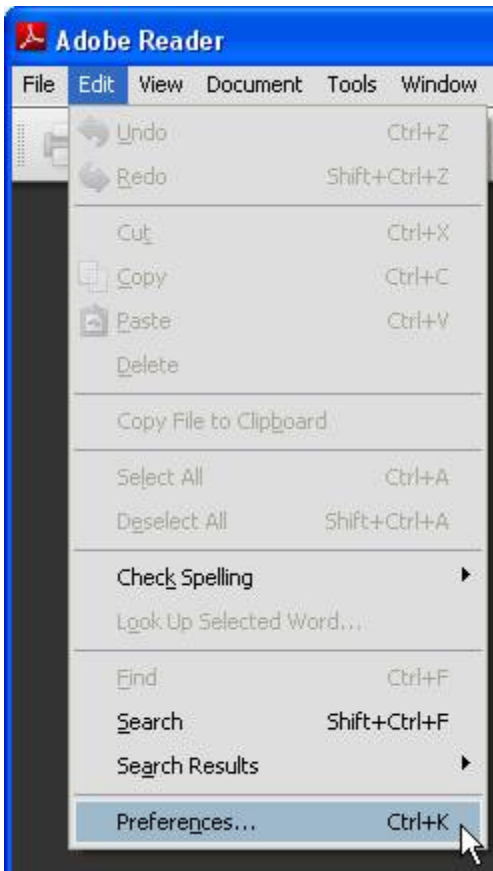 Adobe Reader
File Edit View Document Tools Window
Undo Ctrl+Z
Redo Shift+Ctrl+Z
Cut Ctrl+X
Copy Ctrl+C
Paste Ctrl+V
Delete
Copy File to Clipboard
Select All Ctrl+A
Deselect All Shift+Ctrl+A
Check Spelling
Look Up Selected Word...
Find Ctrl+F
Search Shift+Ctrl+F
Search Results
Preferences... Ctrl+K